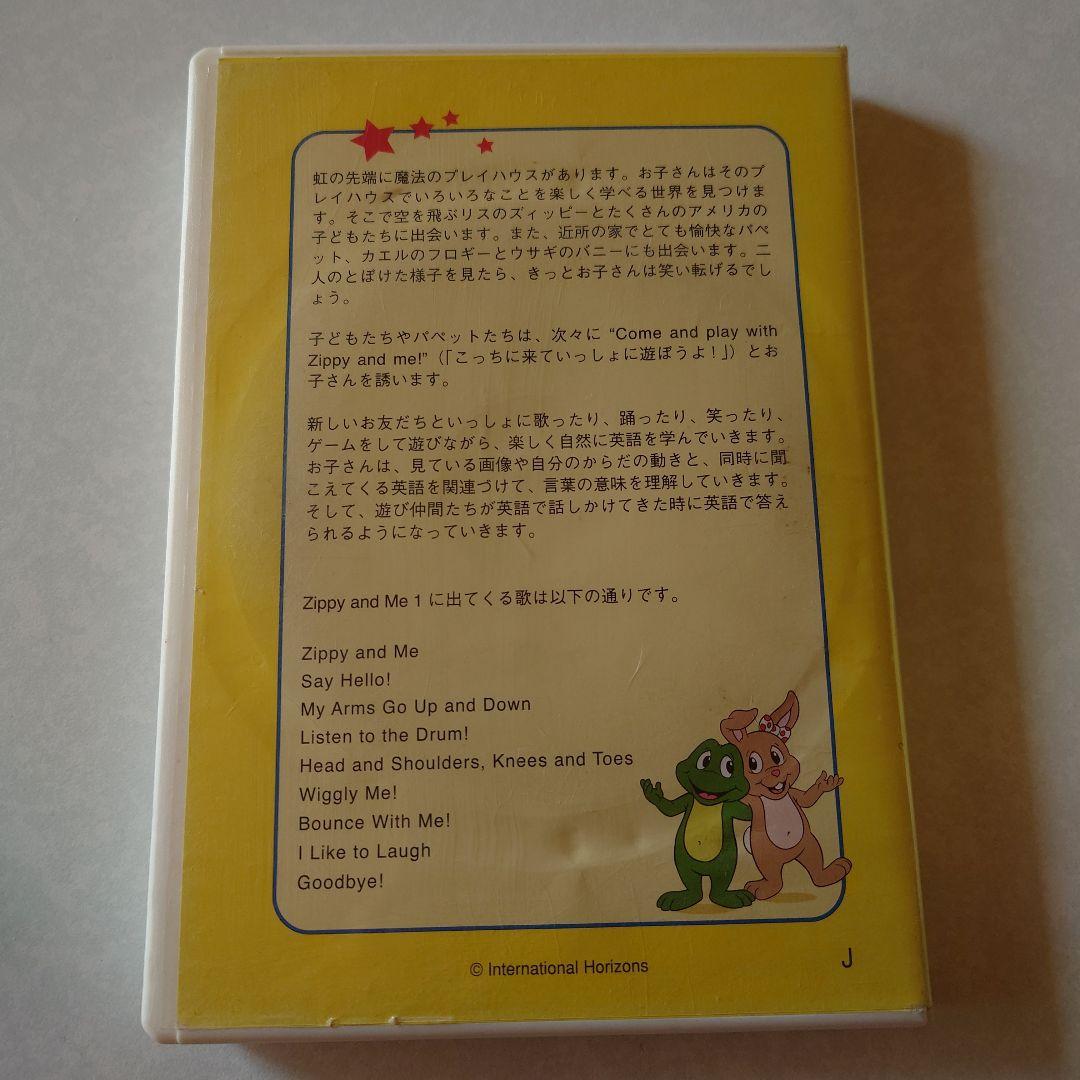 虹の先端に魔法のプレイハウスがあります。お子さんはそのプ
レイハウスでいろいろなことを楽しく学べる世界を見つけま
す。そこで空を飛ぶリスのズィッピーとたくさんのアメリカの
子どもたちに出会います。また、近所の家でとても愉快なパペ
ット、カエルのフロギーとウサギのバニーにも出会います。二
人のとぼけた様子を見たら、きっとお子さんは笑い転げるでし
ょう。
子どもたちやパペットたちは、次々に “Come and play with
Zippy and me!”（「こっちに来ていっしょに遊ぼうよ！」）とお
子さんを誘います。
新しいお友だちといっしょに歌ったり、踊ったり、笑ったり、
ゲームをして遊びながら、楽しく自然に英語を学んでいきます。
お子さんは、見ている画像や自分のからだの動きと、同時に聞
こえてくる英語を関連づけて、言葉の意味を理解していきます。
そして、遊び仲間たちが英語で話しかけてきた時に英語で答え
られるようになっていきます。
Zippy and Me 1 に出てくる歌は以下の通りです。
Zippy and Me
Say Hello!
My Arms Go Up and Down
Listen to the Drum!
Head and Shoulders, Knees and Toes
Wiggly Me!
Bounce With Me!
I Like to Laugh
Goodbye!
© International Horizons
J